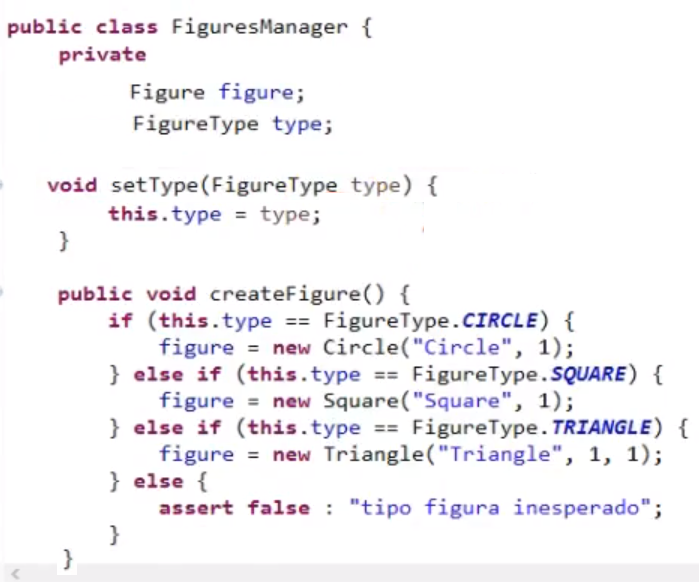 public class FiguresManager {
private
Figure figure;
FigureType type;
void setType(FigureType type) {
this.type = type;
}
public void createFigure() {
if (this.type == FigureType.CIRCLE) {
figure = new Circle("Circle", 1);
} else if (this.type == FigureType.SQUARE) {
figure = new Square("Square", 1);
} else if (this.type == FigureType.TRIANGLE) {
figure = new Triangle("Triangle", 1, 1);
} else {
assert false : "tipo figura inesperado";
}
}